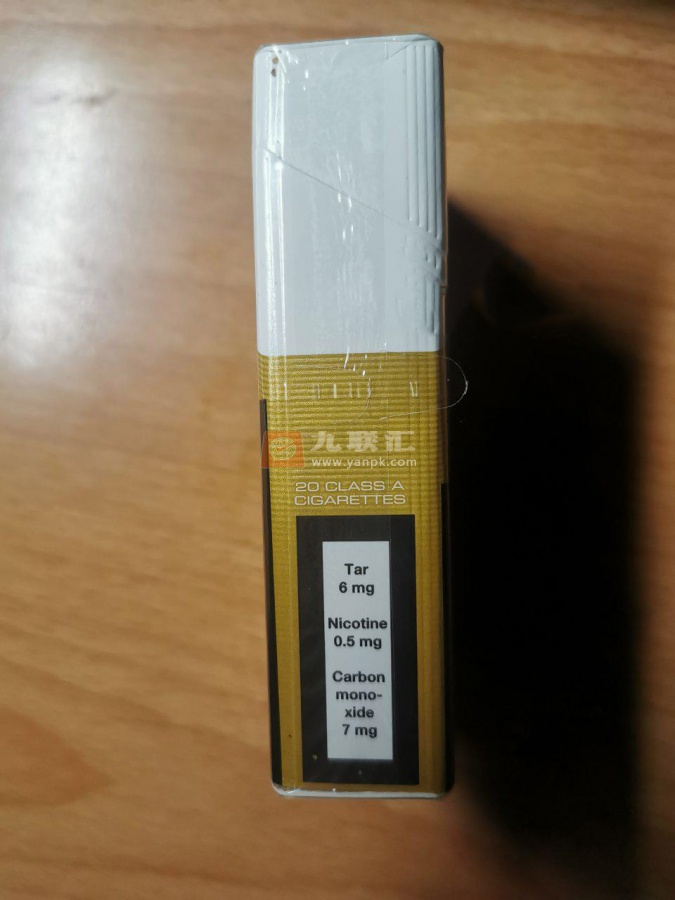 九联汇
www.yanpk.com
20 CLASS A
CIGARETTES
Tar
6 mg
Nicotine
0.5 mg
Carbon
mono-
xide
7 mg